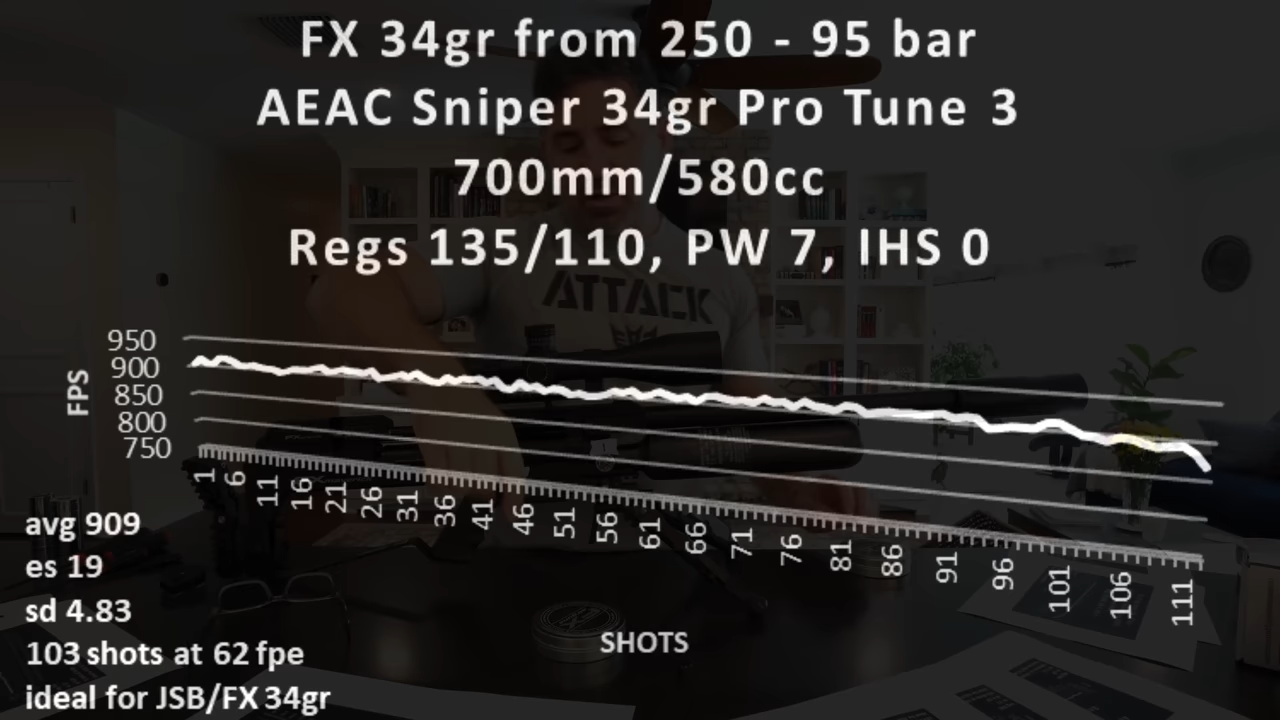 FX 34gr from 250 - 95 bar
AEAC Sniper 34gr Pro Tune 3
700mm/580cc
Regs 135/110, PW 7, IHS 0
ATTACK
950
900
850
800
750
FPS
1 6 11 16 21 26 31 36 41 46 51 56 61 66 71 76 81 86 91 96 101 106 111
SHOTS
avg 909
es 19
sd 4.83
103 shots at 62 fpe
ideal for JSB/FX 34gr